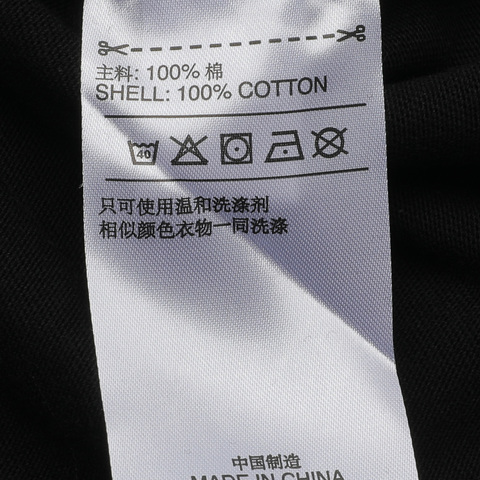 主料: 100% 棉
SHELL: 100% COTTON
40
只可使用温和洗涤剂
相似颜色衣物一同洗涤
中国制造
MADE IN CHINA